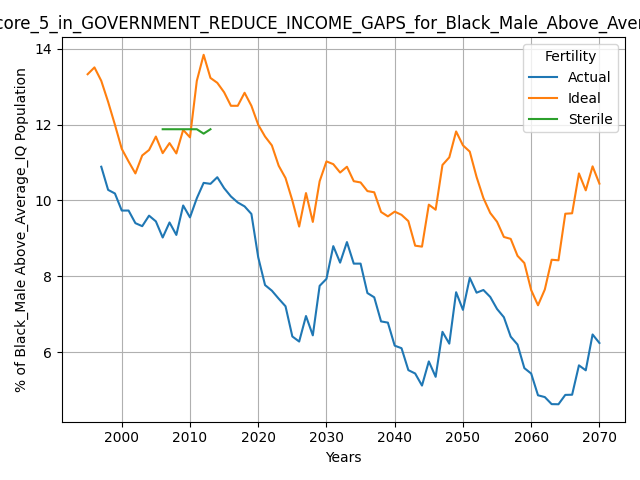 core_5_in_GOVERNMENT_REDUCE_INCOME_GAPS_for_Black_Male_Above_Aver
% of Black_Male Above_Average_IQ Population
14
12
10
8
6
Fertility
Actual
Ideal
Sterile
2000 2010 2020 2030 2040 2050 2060 2070
Years